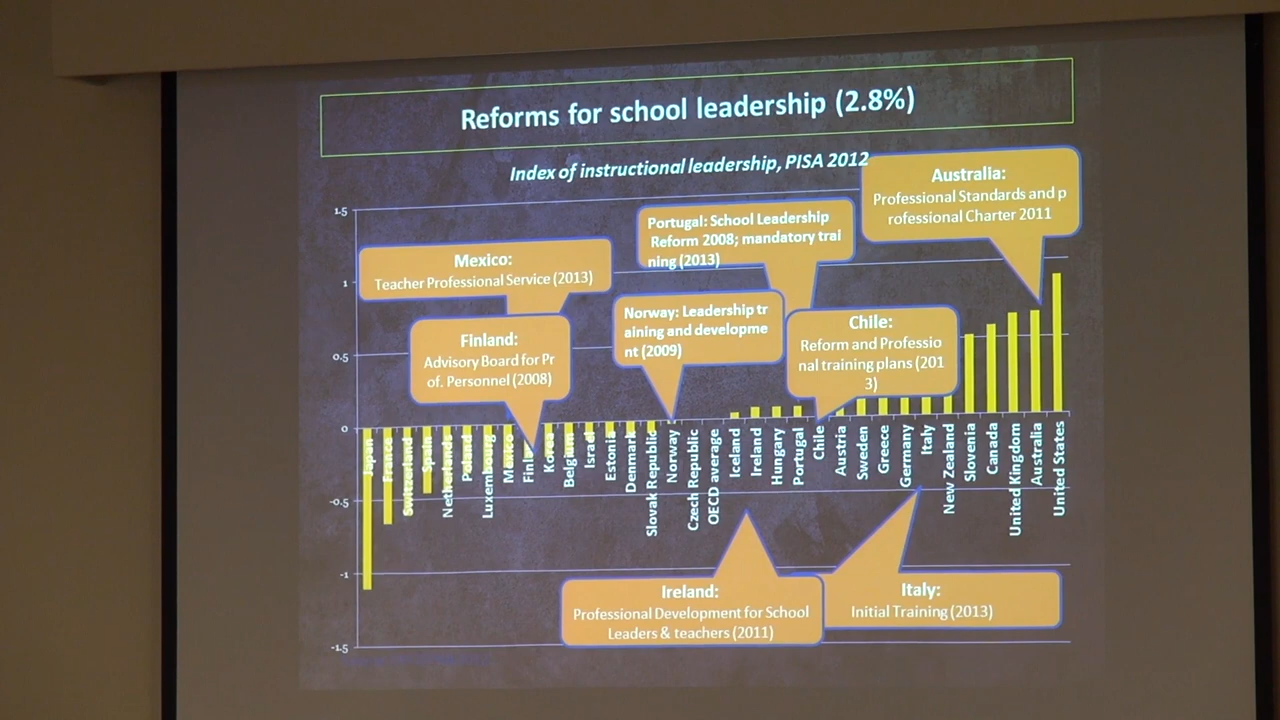 Reforms for school leadership (2.8%)
Index of instructional leadership, PISA 2012
Australia:
Professional Standards and p
rofessional Charter 2011
Portugal: School Leadership
Reform 2008; mandatory trai
ning (2013)
Mexico:
Teacher Professional Service (2013)
Norway: Leadership tr
aining and developme
nt (2009)
Chile:
Reform and Professio
nal training plans (201
3)
Finland:
Advisory Board for Pr
of. Personnel (2008)
1.5
1
0.5
0
-0.5
-1
-1.5
Japan
France
Switzerland
Spain
Netherlands
Poland
Luxembourg
Mexico
Korea
Belgium
Israel
Estonia
Denmark
Slovak Republic
Norway
Czech Republic
OECD average
Iceland
Ireland
Hungary
Portugal
Chile
Austria
Sweden
Greece
Germany
Italy
New Zealand
Slovenia
Canada
United Kingdom
Australia
United States
Ireland:
Professional Development for School
Leaders & teachers (2011)
Italy:
Initial Training (2013)